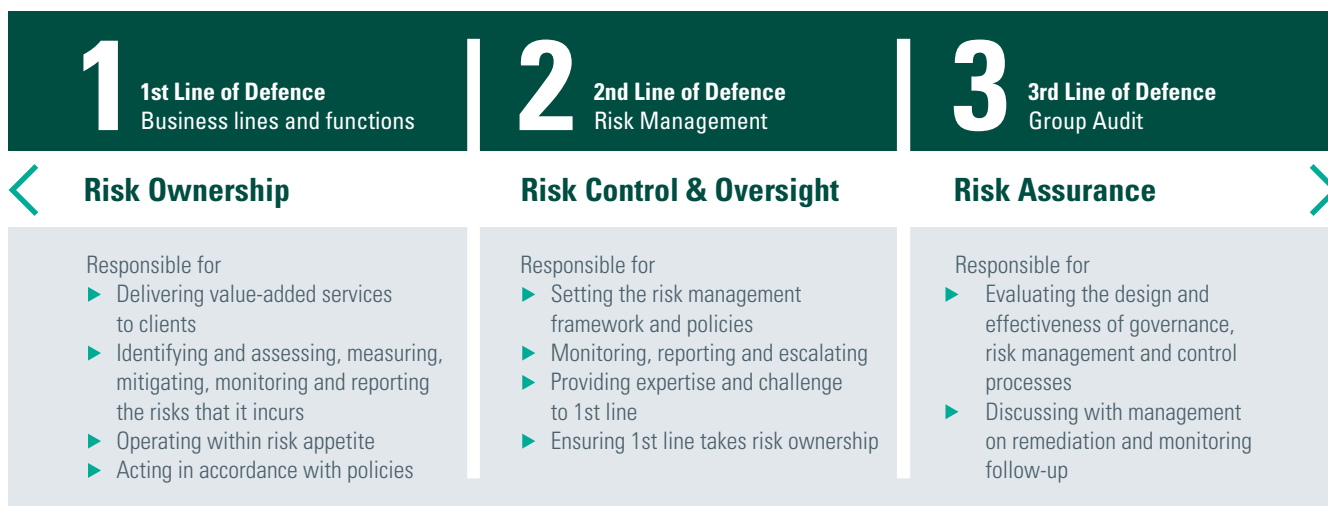 1
1st Line of Defence
Business lines and functions
Risk Ownership
Responsible for
▶ Delivering value-added services
to clients
▶ Identifying and assessing, measuring,
mitigating, monitoring and reporting
the risks that it incurs
▶ Operating within risk appetite
▶ Acting in accordance with policies
2
2nd Line of Defence
Risk Management
Risk Control & Oversight
Responsible for
▶ Setting the risk management
framework and policies
▶ Monitoring, reporting and escalating
▶ Providing expertise and challenge
to 1st line
▶ Ensuring 1st line takes risk ownership
3
3rd Line of Defence
Group Audit
Risk Assurance
Responsible for
▶ Evaluating the design and
effectiveness of governance,
risk management and control
processes
▶ Discussing with management
on remediation and monitoring
follow-up